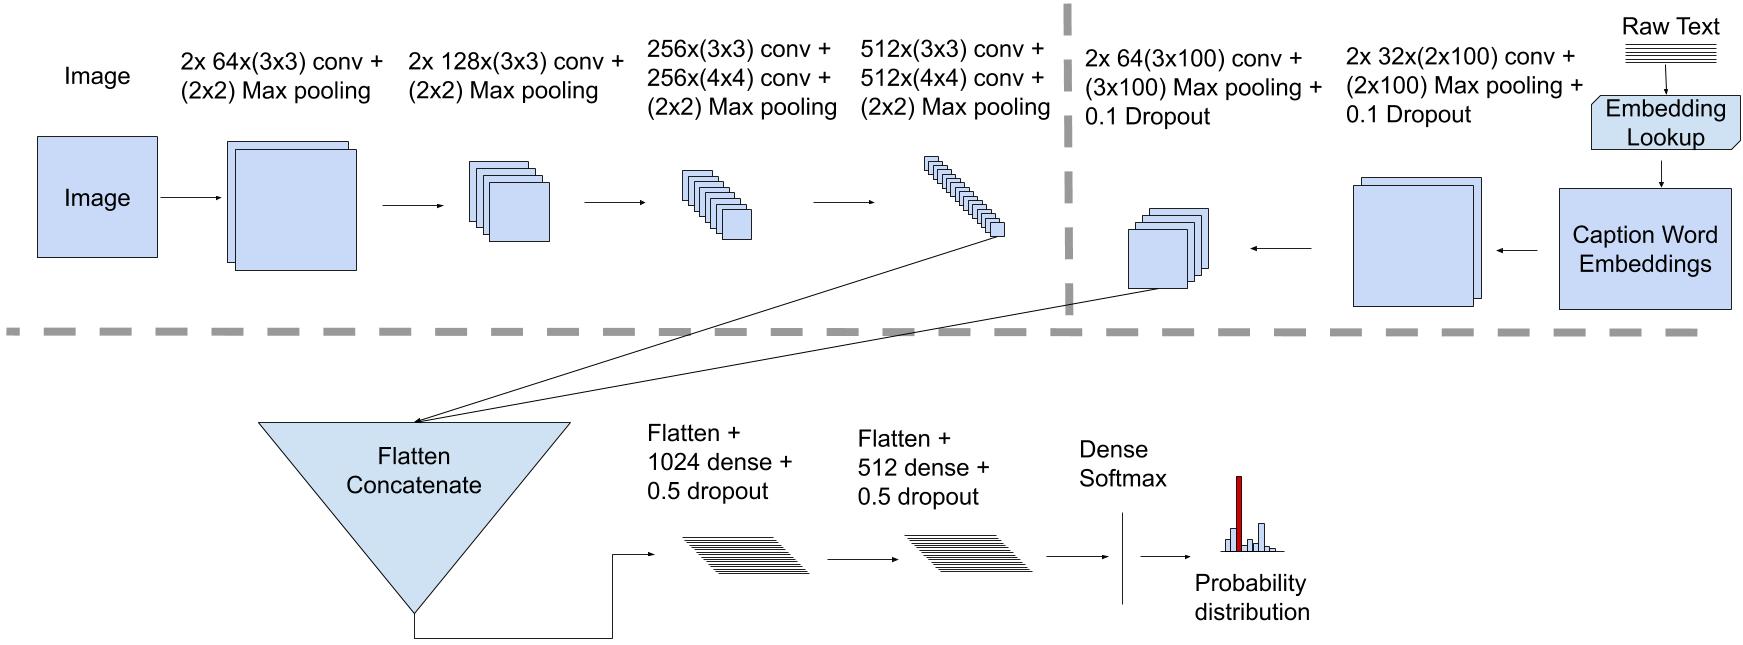 Image
2x 64x(3x3) conv +
(2x2) Max pooling
2x 128x(3x3) conv +
(2x2) Max pooling
256x(3x3) conv +
256x(4x4) conv +
(2x2) Max pooling
512x(3x3) conv +
512x(4x4) conv +
(2x2) Max pooling
Image
2x 64(3x100) conv +
(3x100) Max pooling +
0.1 Dropout
2x 32x(2x100) conv +
(2x100) Max pooling +
0.1 Dropout
Raw Text
Embedding
Lookup
Caption Word
Embeddings
Flatten
Concatenate
Flatten +
1024 dense +
0.5 dropout
Flatten +
512 dense +
0.5 dropout
Dense
Softmax
Probability
distribution